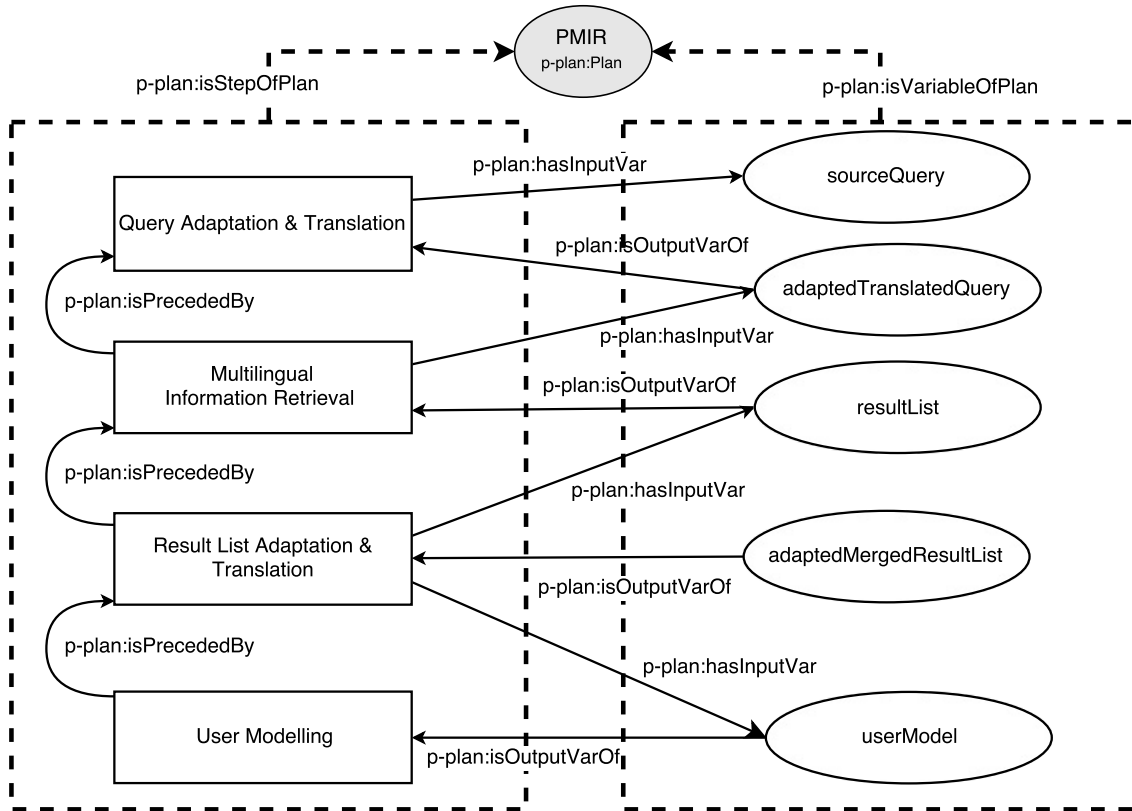 PMIR
p-plan:Plan
p-plan:isStepOfPlan
p-plan:isVariableOfPlan
p-plan:hasInputVar
sourceQuery
Query Adaptation & Translation
p-plan:isOutputVarOf
adaptedTranslatedQuery
p-plan:isPrecededBy
p-plan:hasInputVar
Multilingual
Information Retrieval
p-plan:isOutputVarOf
resultList
p-plan:isPrecededBy
p-plan:hasInputVar
Result List Adaptation &
Translation
adaptedMergedResultList
p-plan:isOutputVarOf
p-plan:isPrecededBy
p-plan:hasInputVar
User Modelling
userModel
p-plan:isOutputVarOf